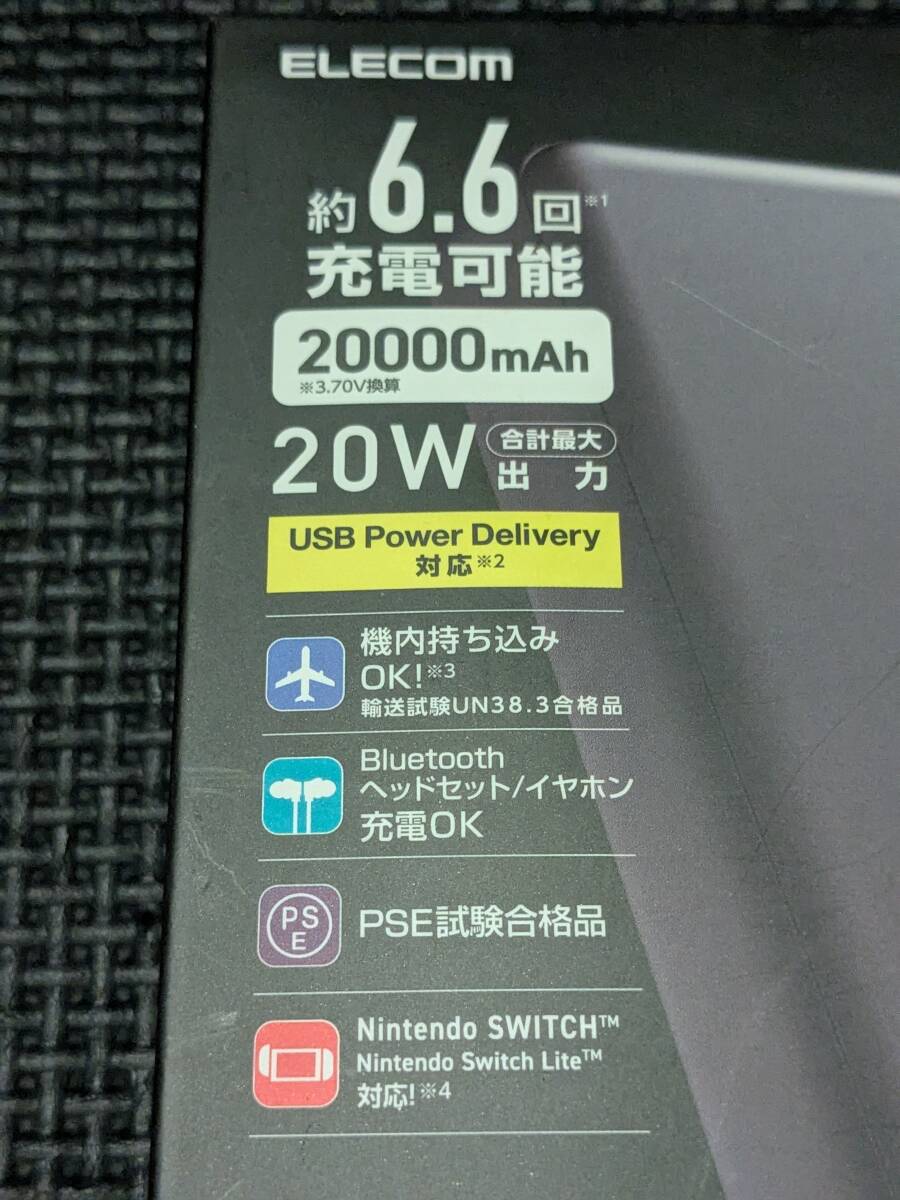 ELECOM
約6.6回※1
充電可能
20000mAh
※3.70V換算
20W 合計最大
出力
USB Power Delivery
対応※2
機内持ち込み
OK!※3
輸送試験UN38.3合格品
Bluetooth
ヘッドセット/イヤホン
充電OK
PS
E
PSE試験合格品
Nintendo SWITCH™
Nintendo Switch Lite™
対応!※4